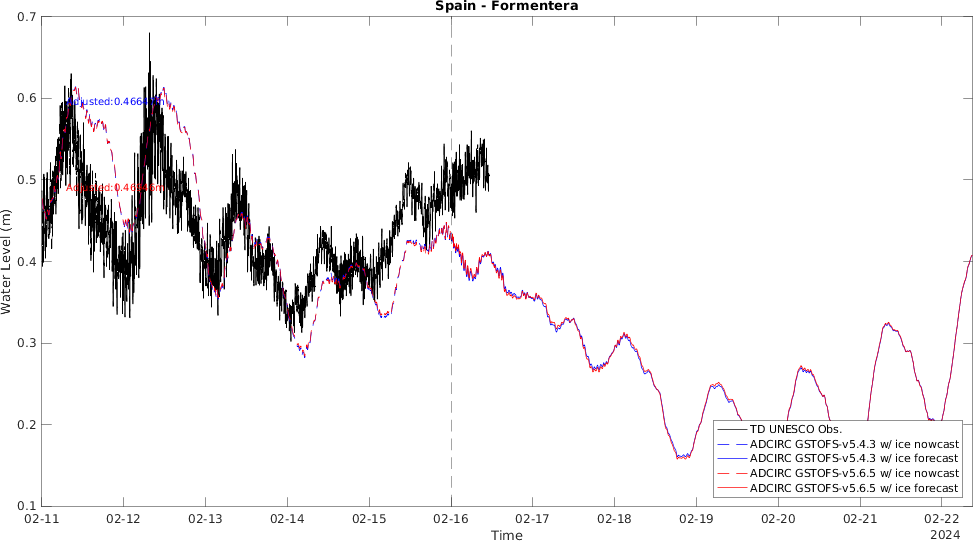 Spain - Formentera
0.7
0.6
0.5
0.4
0.3
0.2
0.1
Water Level (m)
02-11
02-12
02-13
02-14
02-15
02-16
02-17
02-18
02-19
02-20
02-21
02-22
2024
Time
TD UNESCO Obs.
ADCIRC GSTOFS-v5.4.3 w/ ice nowcast
ADCIRC GSTOFS-v5.4.3 w/ ice forecast
ADCIRC GSTOFS-v5.6.5 w/ ice nowcast
ADCIRC GSTOFS-v5.6.5 w/ ice forecast